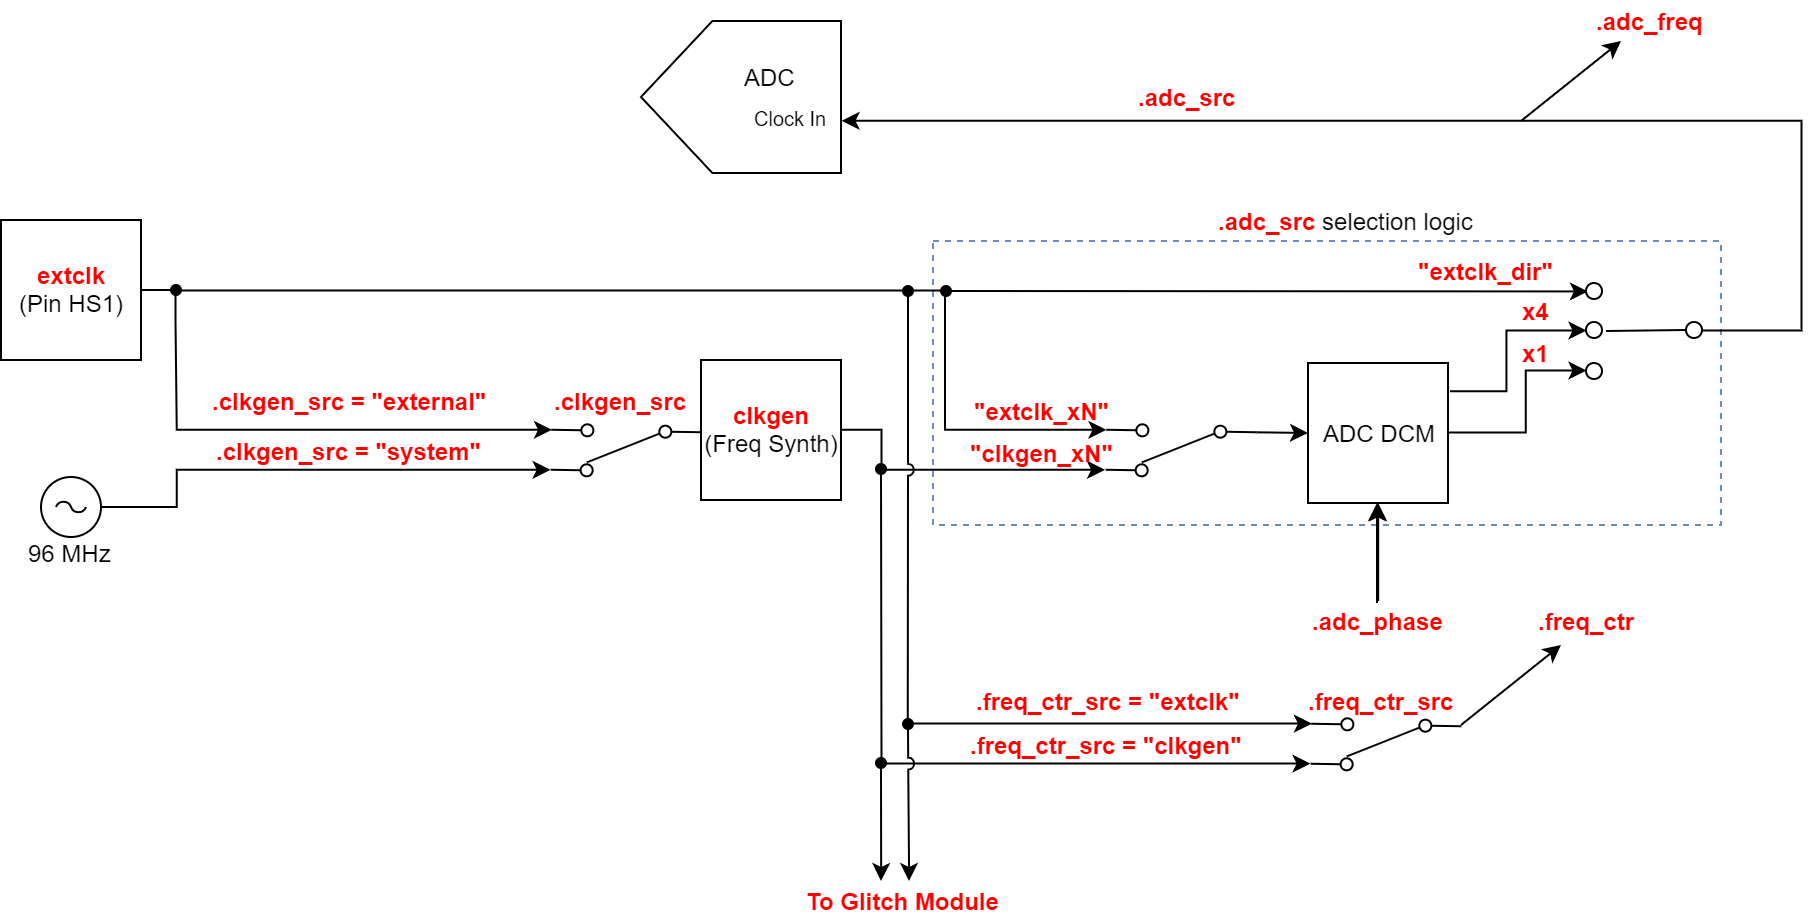 .adc_freq
ADC
.adc_src
Clock In
.adc_src selection logic
extclk
(Pin HS1)
"extclk_dir"
x4
x1
.clkgen_src = "external"
.clkgen_src
clkgen
(Freq Synth)
"extclk_xN"
ADC DCM
.clkgen_src = "system"
"clkgen_xN"
96 MHz
.adc_phase
.freq_ctr
.freq_ctr_src = "extclk"
.freq_ctr_src
.freq_ctr_src = "clkgen"
To Glitch Module